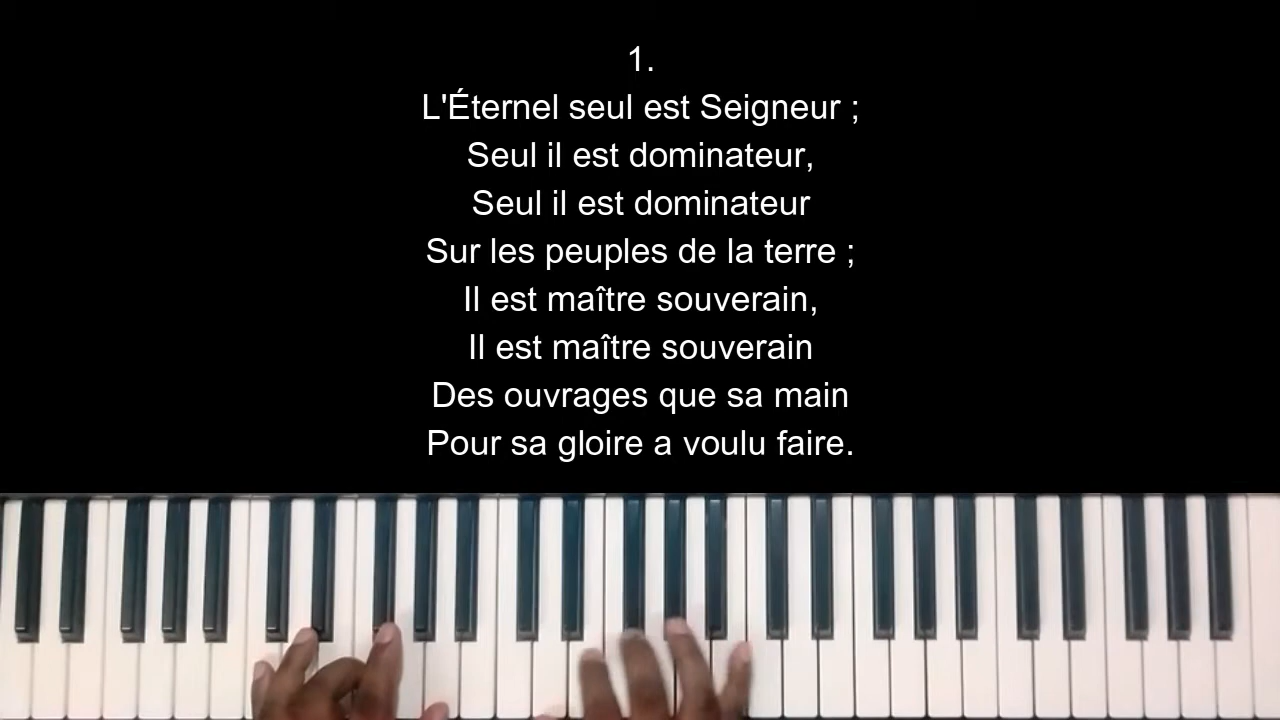 1.
L'Éternel seul est Seigneur ;
Seul il est dominateur,
Seul il est dominateur
Sur les peuples de la terre ;
Il est maître souverain,
Il est maître souverain
Des ouvrages que sa main
Pour sa gloire a voulu faire.